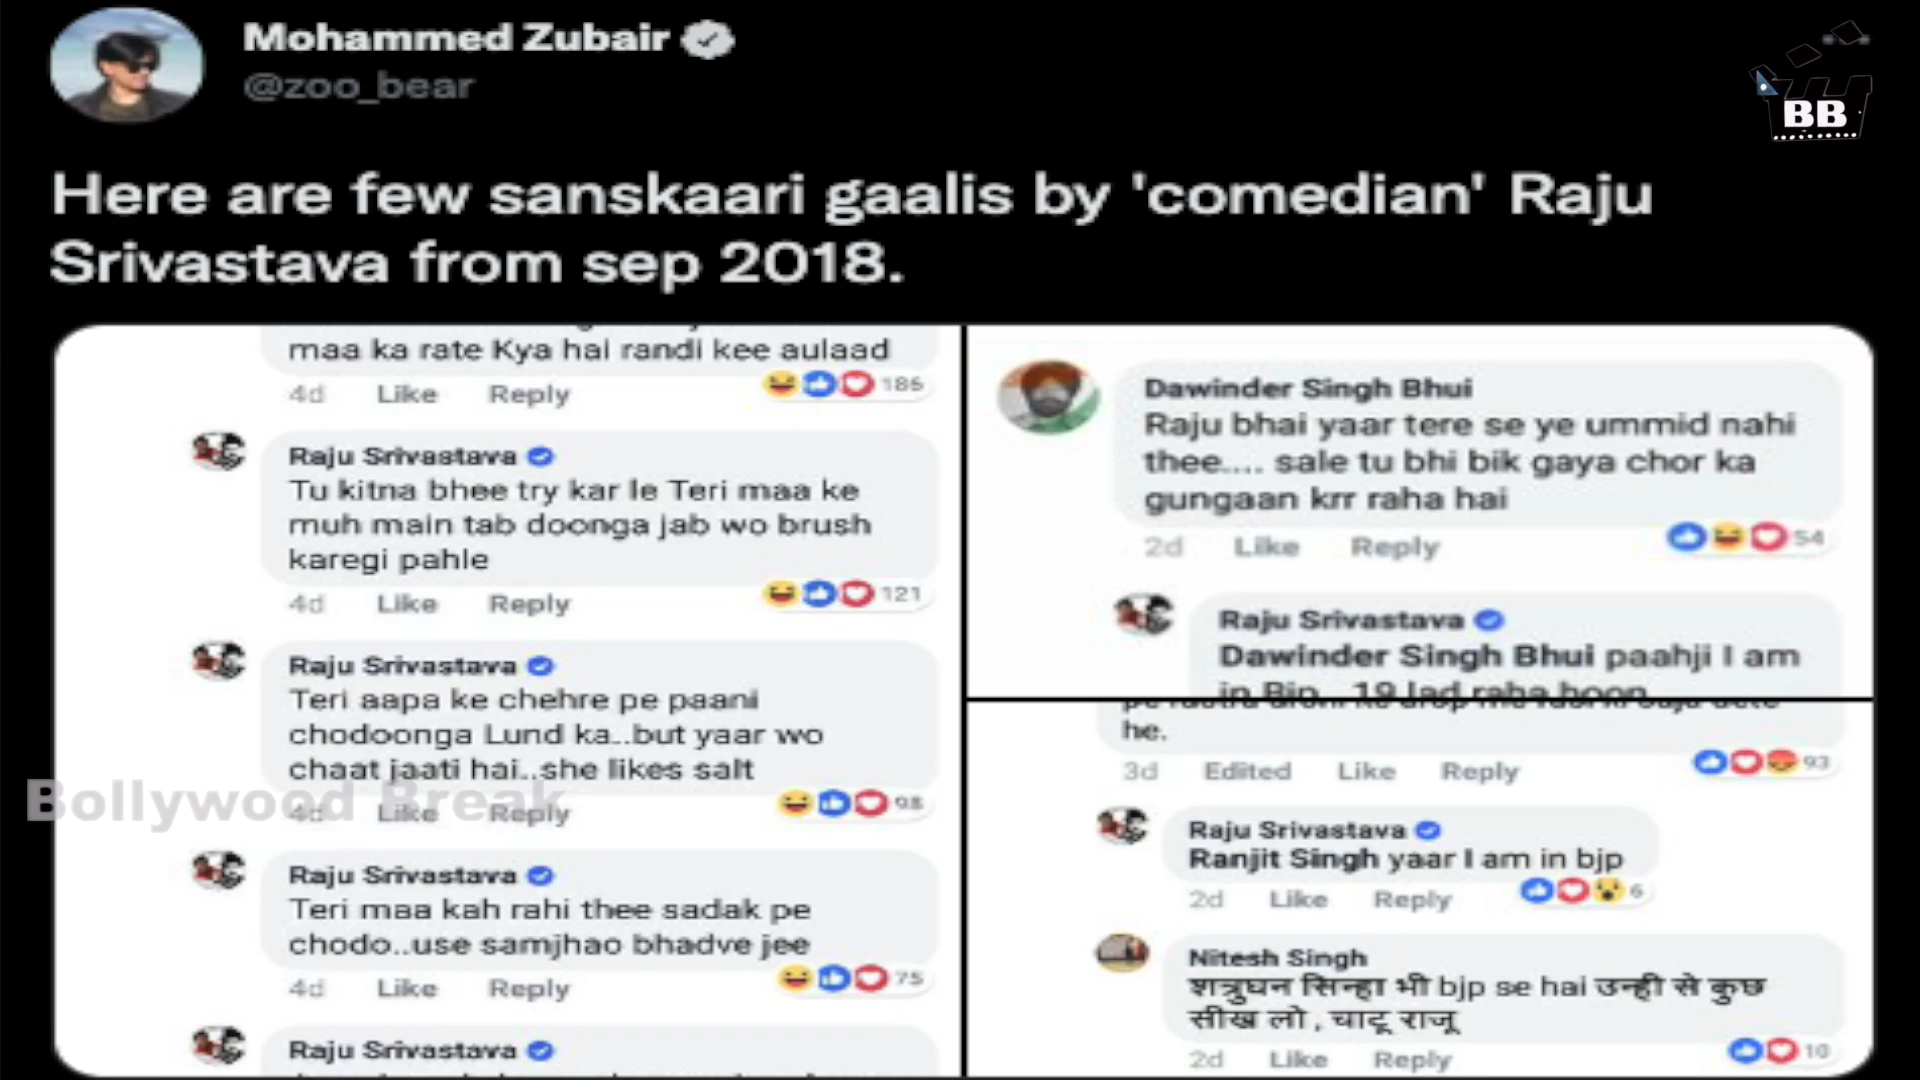 Mohammed Zubair
@zoo_bear
BB
Here are few sanskaari gaalis by 'comedian' Raju
Srivastava from sep 2018.
maa ka rate Kya hai randi kee aulaad
4d Like Reply 186
Raju Srivastava
Tu kitna bhee try kar le Teri maa ke
muh main tab doonga jab wo brush
karegi pahle
4d Like Reply 121
Raju Srivastava
Teri aapa ke chehre pe paani
chodoonga Lund ka..but yaar wo
chaat jaati hai..she likes salt
Bollywood Break
4d Like Reply 98
Raju Srivastava
Teri maa kah rahi thee sadak pe
chodo..use samjhao bhadve jee
4d Like Reply 75
Raju Srivastava
Dawinder Singh Bhui
Raju bhai yaar tere se ye ummid nahi
thee.... sale tu bhi bik gaya chor ka
gungaan krr raha hai
2d Like Reply 54
Raju Srivastava
Dawinder Singh Bhui paahji I am
in Bjp.. 19 lad raha hoon
he.
3d Edited Like Reply 93
Raju Srivastava
Ranjit Singh yaar I am in bjp
2d Like Reply 6
Nitesh Singh
शत्रुघन सिन्हा भी bjp se hai उन्ही से कुछ
सीख लो , चाटू राजू
2d Like Reply 10